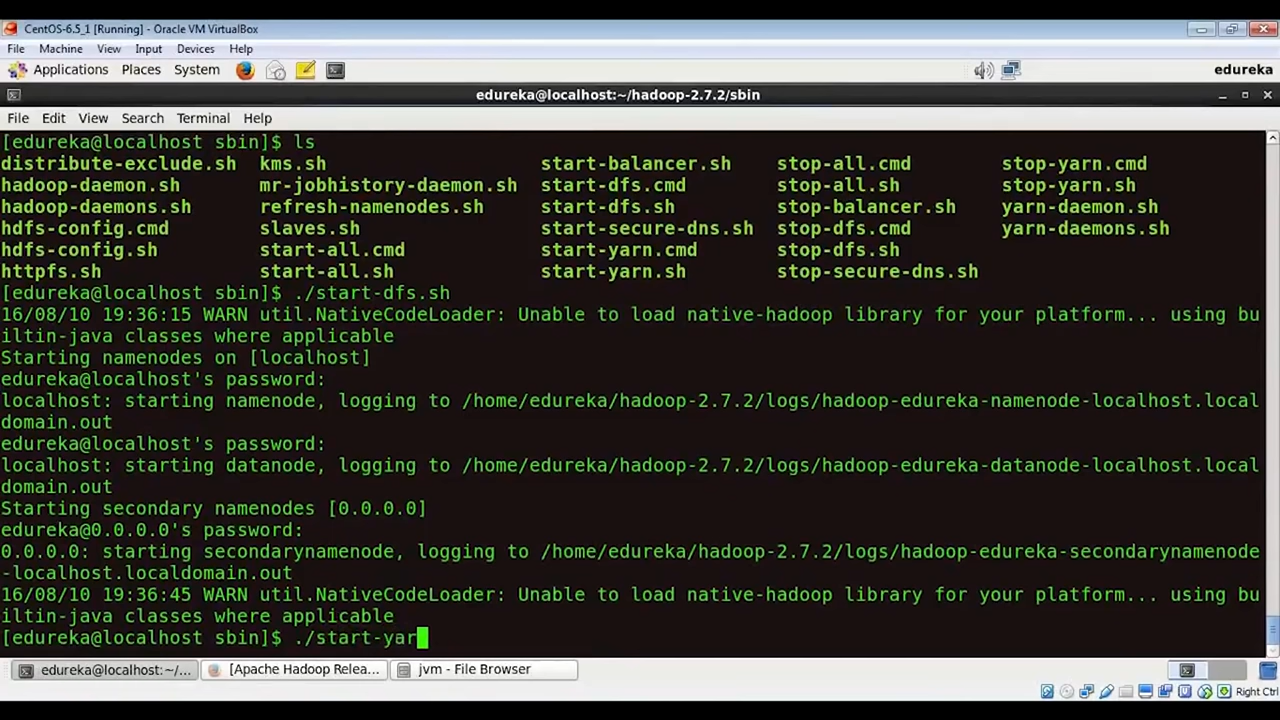 CentOS-6.5_1 [Running] - Oracle VM VirtualBox
File Machine View Input Devices Help
Applications Places System edureka
edureka@localhost:~/hadoop-2.7.2/sbin
File Edit View Search Terminal Help
[edureka@localhost sbin]$ ls
distribute-exclude.sh kms.sh start-balancer.sh stop-all.cmd stop-yarn.cmd
hadoop-daemon.sh mr-jobhistory-daemon.sh start-dfs.cmd stop-all.sh stop-yarn.sh
hadoop-daemons.sh refresh-namenodes.sh start-dfs.sh stop-balancer.sh yarn-daemon.sh
hdfs-config.cmd slaves.sh start-secure-dns.sh stop-dfs.cmd yarn-daemons.sh
hdfs-config.sh start-all.cmd start-yarn.cmd stop-dfs.sh
httpfs.sh start-all.sh start-yarn.sh stop-secure-dns.sh
[edureka@localhost sbin]$ ./start-dfs.sh
16/08/10 19:36:15 WARN util.NativeCodeLoader: Unable to load native-hadoop library for your platform... using bu
iltin-java classes where applicable
Starting namenodes on [localhost]
edureka@localhost's password:
localhost: starting namenode, logging to /home/edureka/hadoop-2.7.2/logs/hadoop-edureka-namenode-localhost.local
domain.out
edureka@localhost's password:
localhost: starting datanode, logging to /home/edureka/hadoop-2.7.2/logs/hadoop-edureka-datanode-localhost.local
domain.out
Starting secondary namenodes [0.0.0.0]
edureka@0.0.0.0's password:
0.0.0.0: starting secondarynamenode, logging to /home/edureka/hadoop-2.7.2/logs/hadoop-edureka-secondarynamenode
-localhost.localdomain.out
16/08/10 19:36:45 WARN util.NativeCodeLoader: Unable to load native-hadoop library for your platform... using bu
iltin-java classes where applicable
[edureka@localhost sbin]$ ./start-yar
edureka@localhost:~/... [Apache Hadoop Relea... jvm - File Browser
Right Ctrl